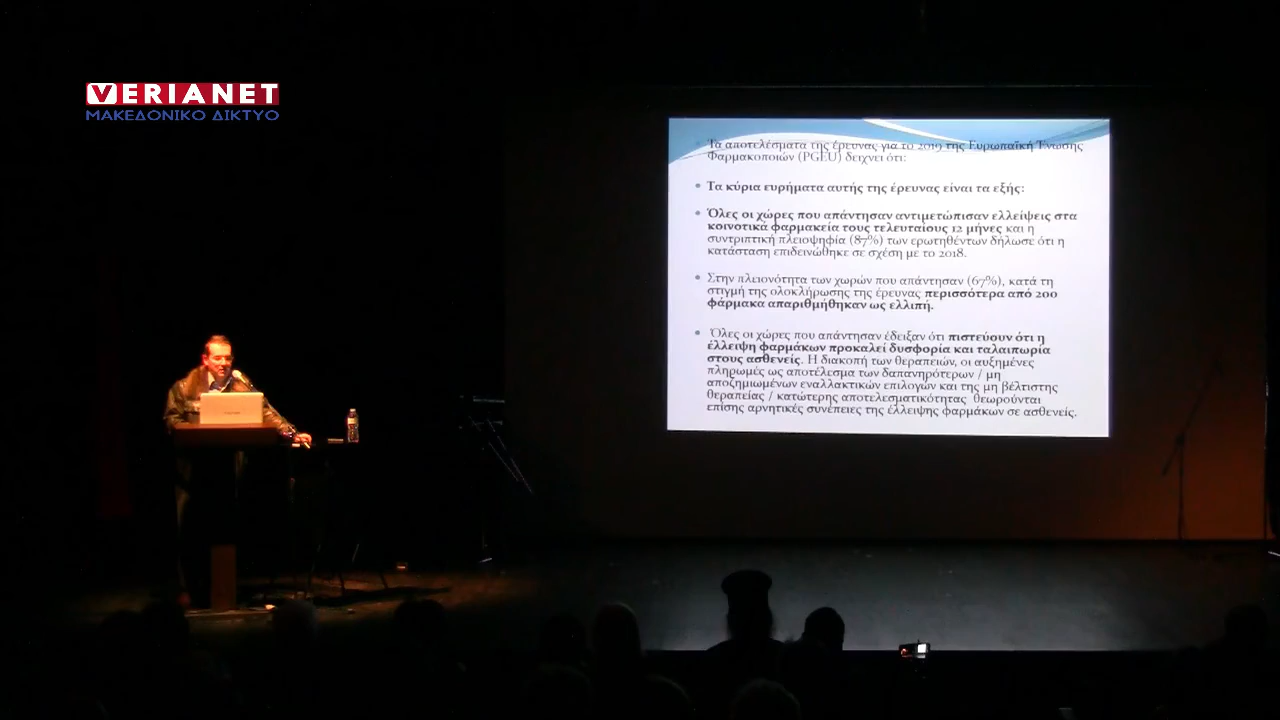 VERIANET
ΜΑΚΕΔΟΝΙΚΟ ΔΙΚΤΥΟ
Τα αποτελέσματα της έρευνας για το 2019 της Ευρωπαϊκή Ένωσης
Φαρμακοποιών (PGEU) δείχνει ότι:
• Τα κύρια ευρήματα αυτής της έρευνας είναι τα εξής:
• Όλες οι χώρες που απάντησαν αντιμετώπισαν ελλείψεις στα
κοινοτικά φαρμακεία τους τελευταίους 12 μήνες και η
συντριπτική πλειοψηφία (87%) των ερωτηθέντων δήλωσε ότι η
κατάσταση επιδεινώθηκε σε σχέση με το 2018.
• Στην πλειονότητα των χωρών που απάντησαν (67%), κατά τη
στιγμή της ολοκλήρωσης της έρευνας περισσότερα από 200
φάρμακα απαριθμήθηκαν ως ελλιπή.
• Όλες οι χώρες που απάντησαν έδειξαν ότι πιστεύουν ότι η
έλλειψη φαρμάκων προκαλεί δυσφορία και ταλαιπωρία
στους ασθενείς. Η διακοπή των θεραπειών, οι αυξημένες
πληρωμές ως αποτέλεσμα των δαπανηρότερων / μη
αποζημιωμένων εναλλακτικών επιλογών και της μη βέλτιστης
θεραπείας / κατώτερης αποτελεσματικότητας θεωρούνται
επίσης αρνητικές συνέπειες της έλλειψης φαρμάκων σε ασθενείς.